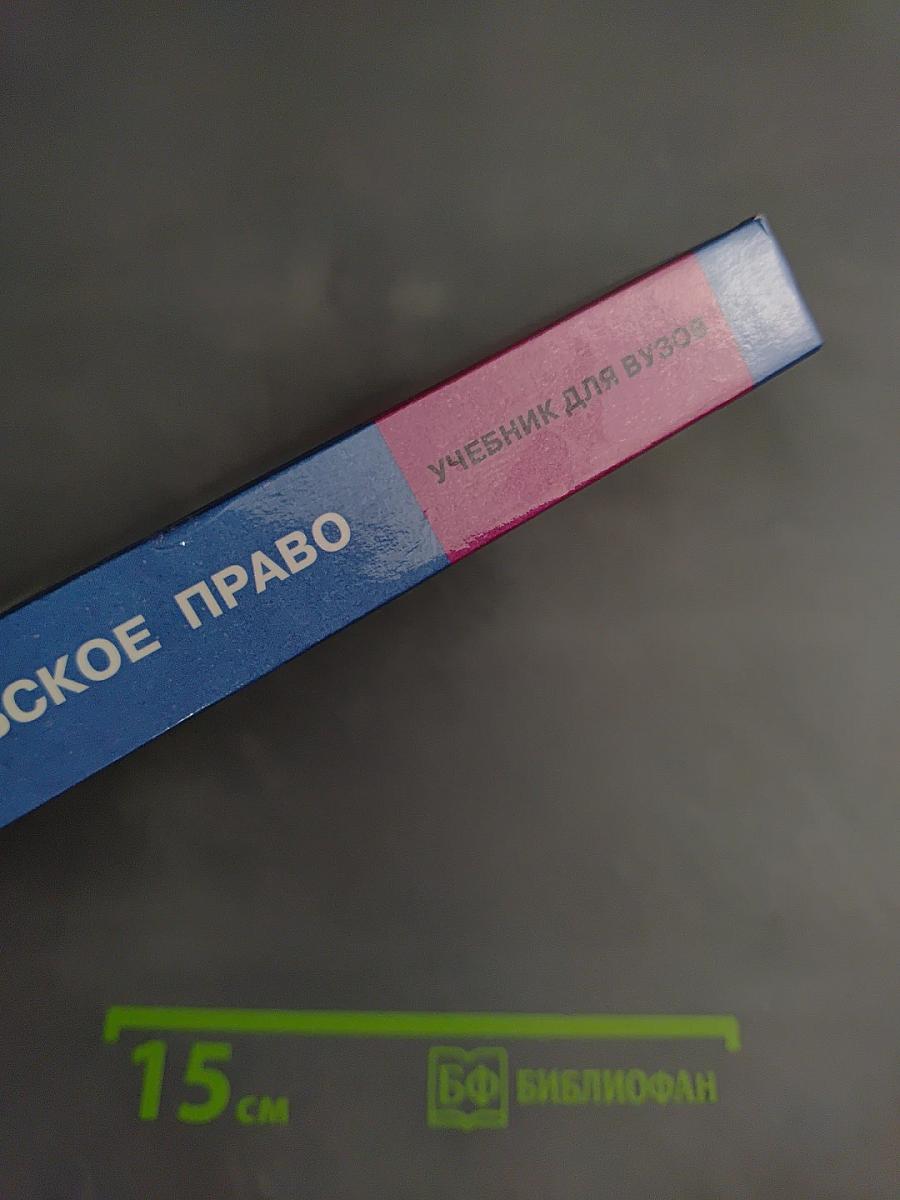 СКОЕ ПРАВО
УЧЕБНИК ДЛЯ ВУЗОВ
15 см
БФ БИБЛИОФАН